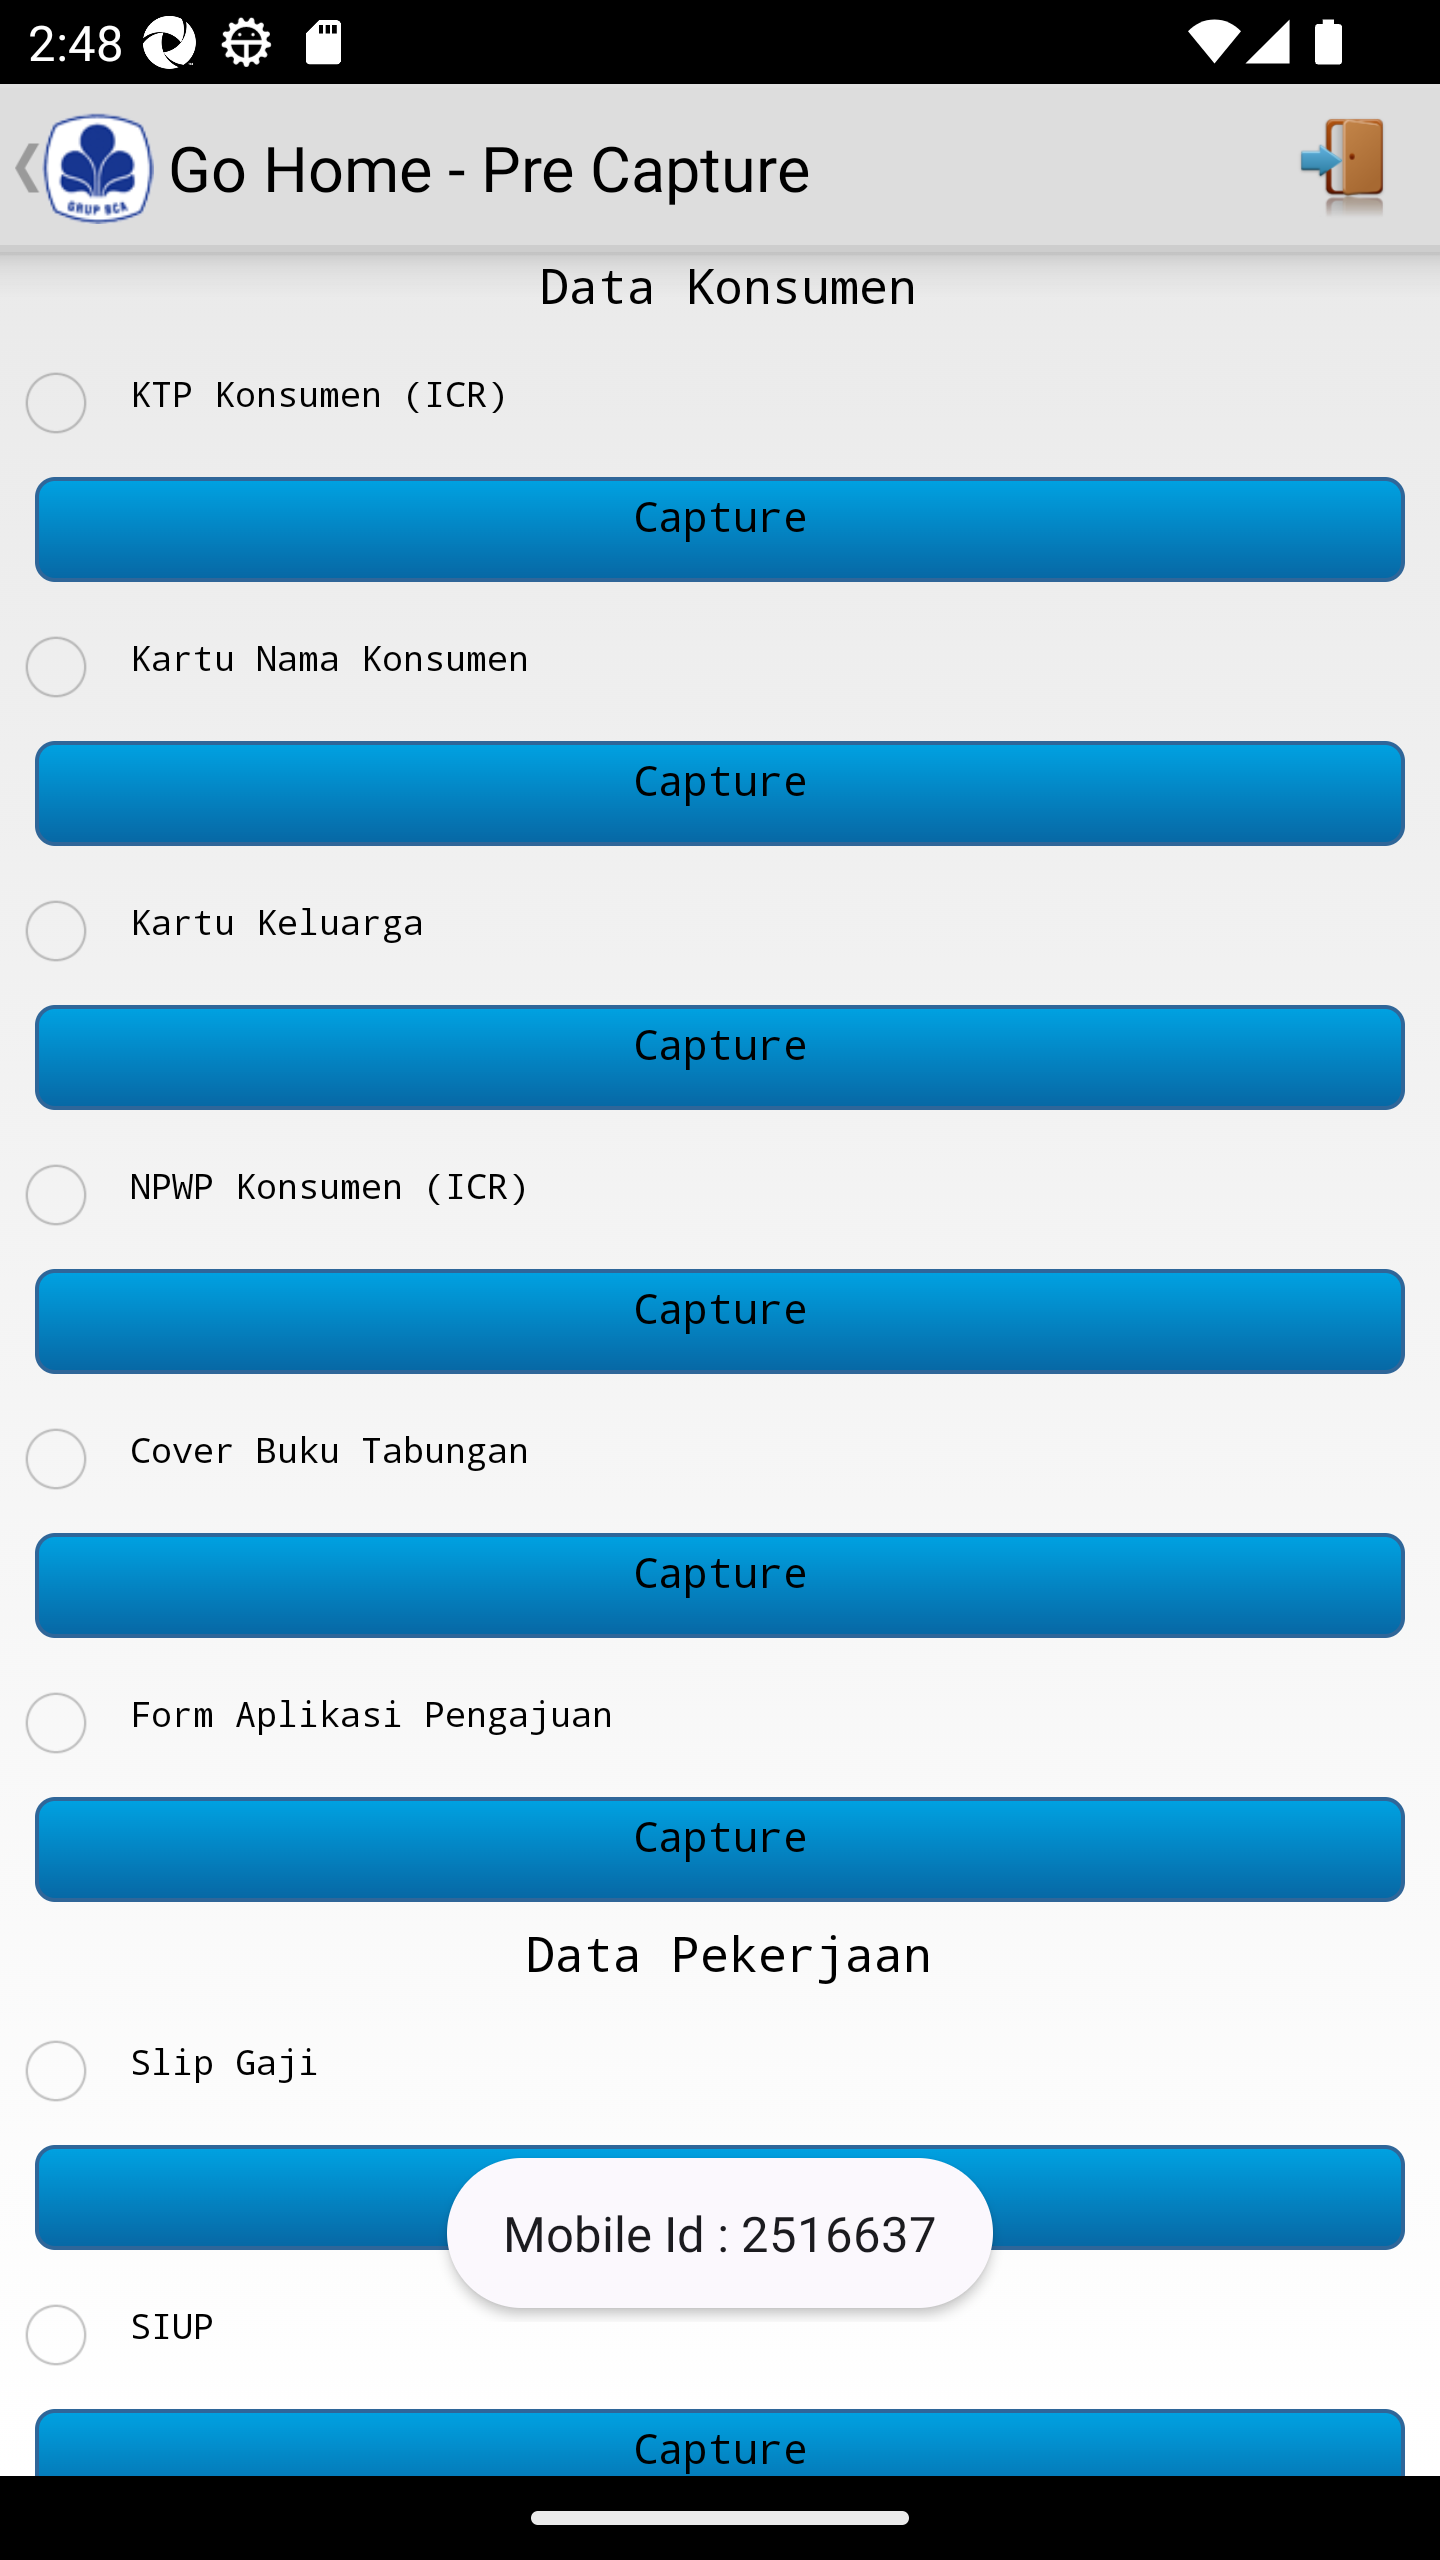 2:48
GRUP BCA
Go Home - Pre Capture
Data Konsumen
KTP Konsumen (ICR)
Capture
Kartu Nama Konsumen
Capture
Kartu Keluarga
Capture
NPWP Konsumen (ICR)
Capture
Cover Buku Tabungan
Capture
Form Aplikasi Pengajuan
Capture
Data Pekerjaan
Slip Gaji
Mobile Id : 2516637
SIUP
Capture